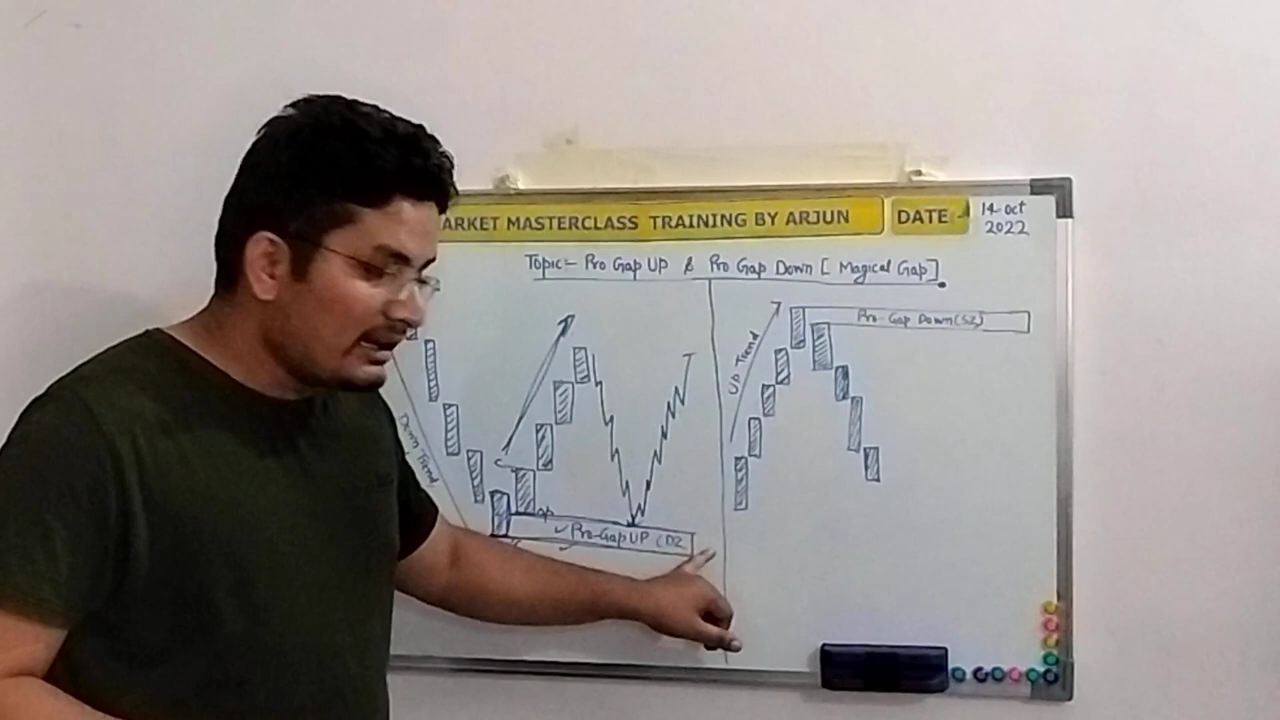 ARKET MASTERCLASS TRAINING BY ARJUN
DATE
14-Oct
2022
Topic:- Pro Gap UP & Pro Gap Down [ Magical Gap ]
Pro-Gap Down (SZ)
UP Trend
Down Trend
Pro-Gap UP (DZ